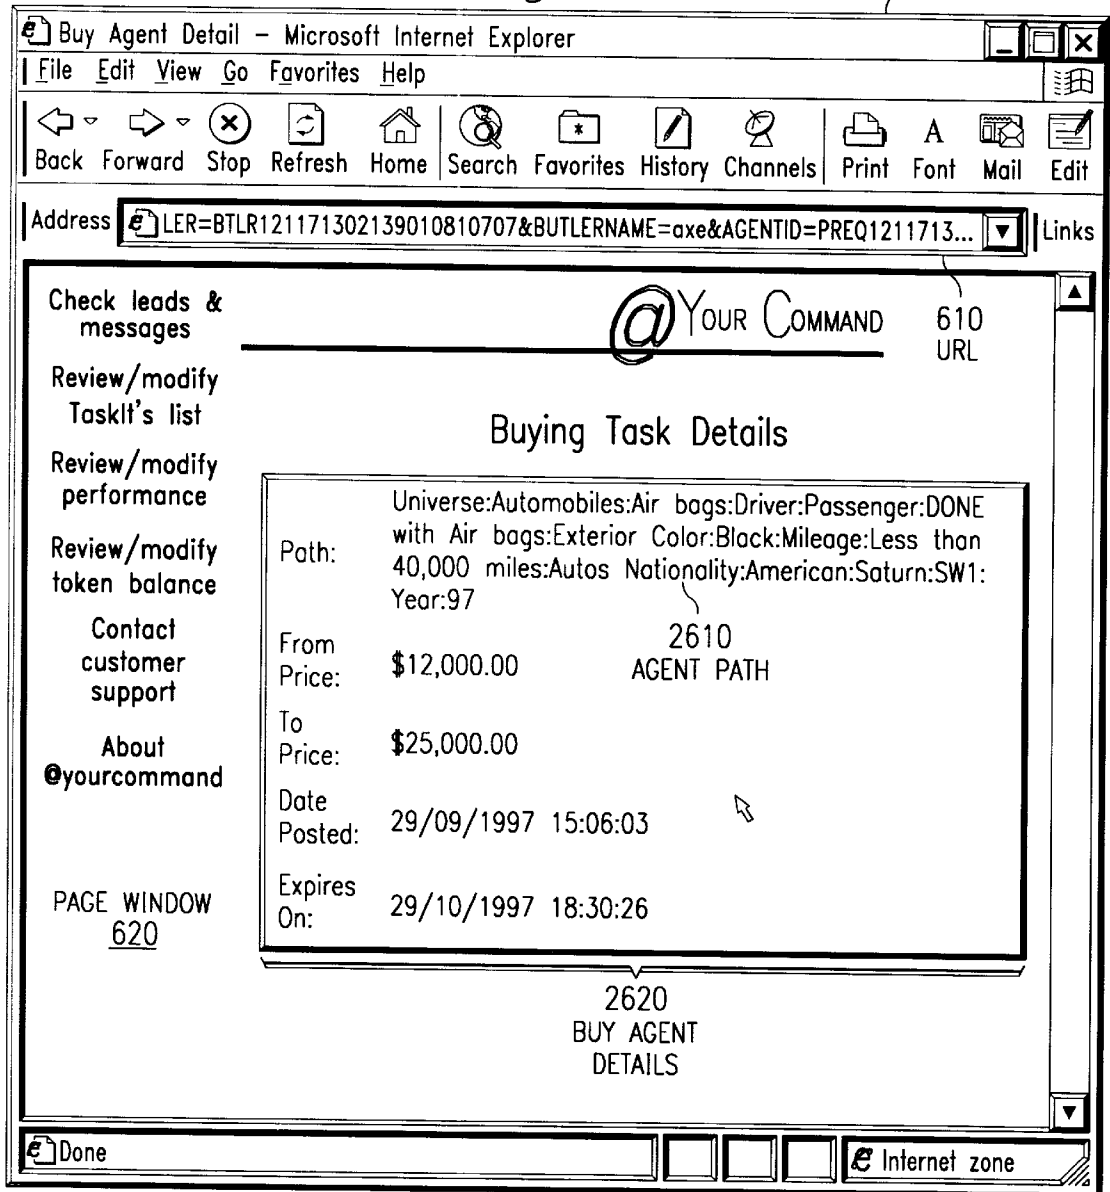 Buy Agent Detail – Microsoft Internet Explorer
File Edit View Go Favorites Help
Back Forward Stop Refresh Home Search Favorites History Channels Print Font Mail Edit
Address LER=BTLR121171302139010810707&BUTLERNAME=axe&AGENTID=PREQ1211713... Links
610
URL
@ YOUR COMMAND
Check leads &
messages
Review/modify
TaskIt's list
Review/modify
performance
Review/modify
token balance
Contact
customer
support
About
@yourcommand
PAGE WINDOW
620
Buying Task Details
Path: Universe:Automobiles:Air bags:Driver:Passenger:DONE
with Air bags:Exterior Color:Black:Mileage:Less than
40,000 miles:Autos Nationality:American:Saturn:SW1:
Year:97
2610
AGENT PATH
From
Price: $12,000.00
To
Price: $25,000.00
Date
Posted: 29/09/1997 15:06:03
Expires
On: 29/10/1997 18:30:26
2620
BUY AGENT
DETAILS
Done
Internet zone